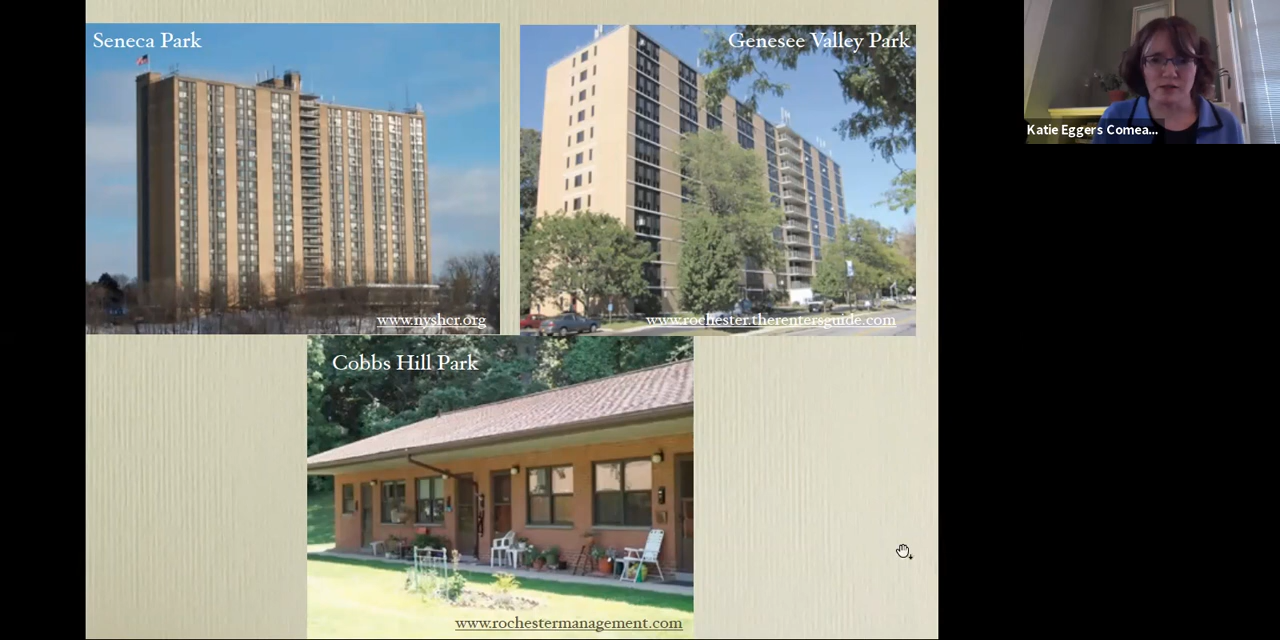 Seneca Park
Genesee Valley Park
www.nyshcr.org
www.rochester.therentersguide.com
Cobbs Hill Park
www.rochestermanagement.com
Katie Eggers Comea...